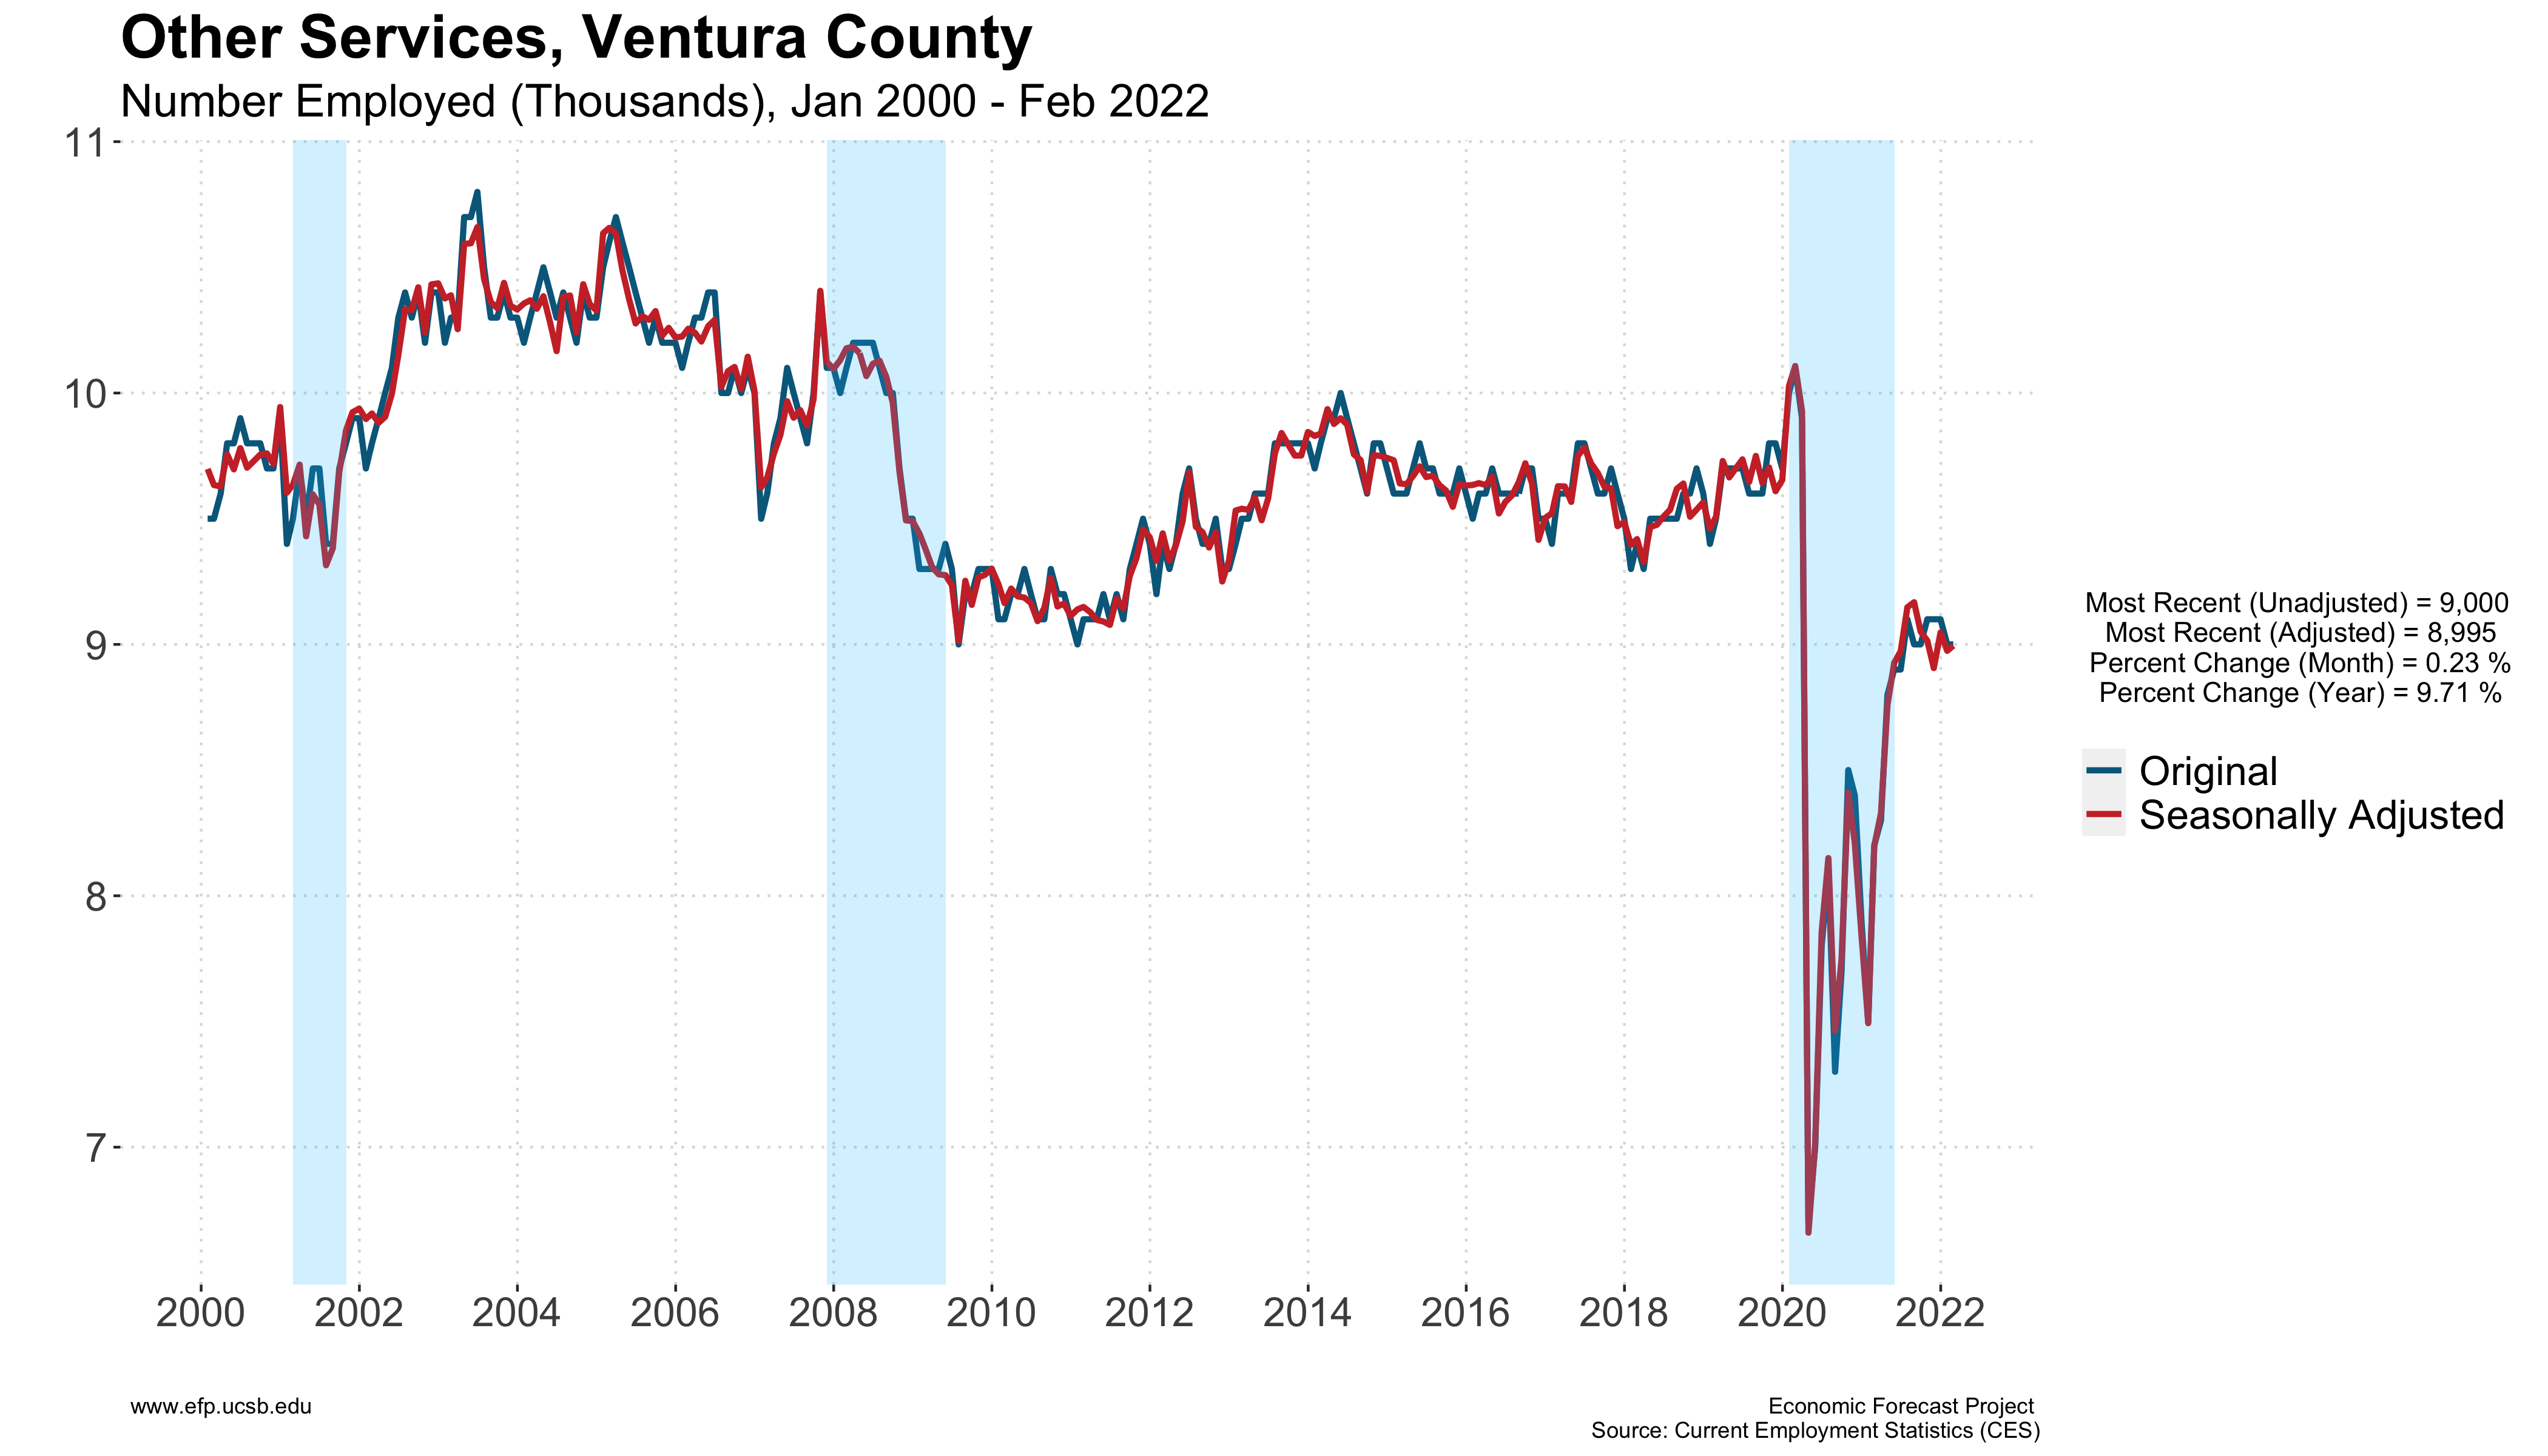 Other Services, Ventura County
Number Employed (Thousands), Jan 2000 - Feb 2022
11
10
9
8
7
2000 2002 2004 2006 2008 2010 2012 2014 2016 2018 2020 2022
Most Recent (Unadjusted) = 9,000
Most Recent (Adjusted) = 8,995
Percent Change (Month) = 0.23 %
Percent Change (Year) = 9.71 %
Original
Seasonally Adjusted
www.efp.ucsb.edu
Economic Forecast Project
Source: Current Employment Statistics (CES)